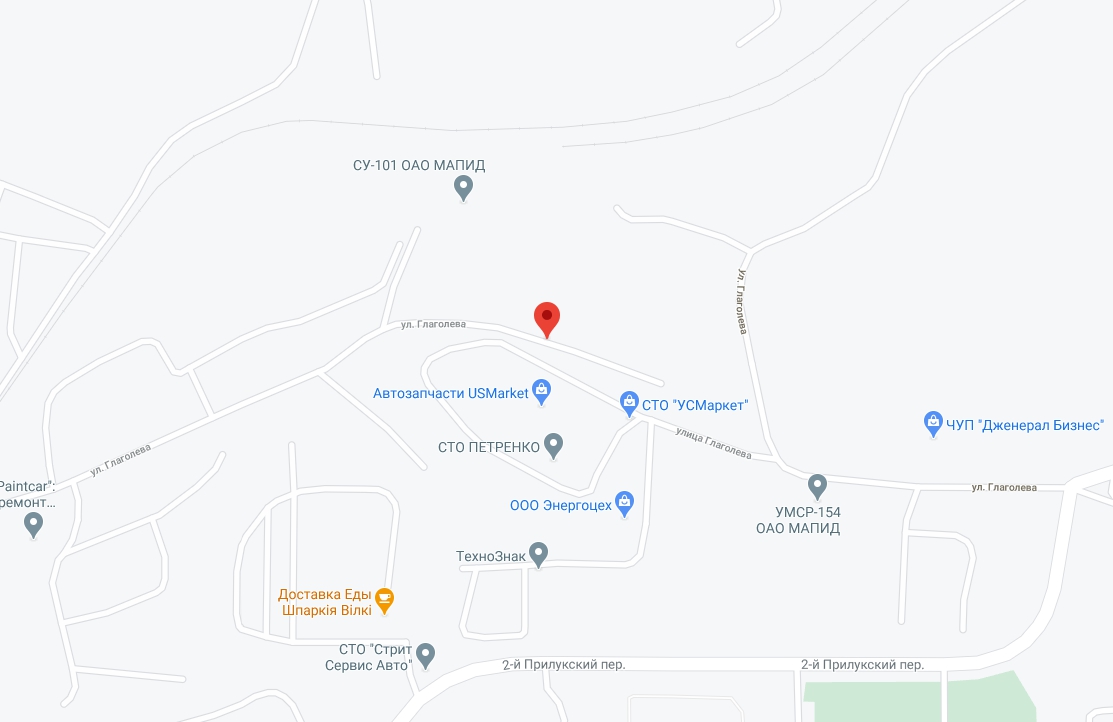 СУ-101 ОАО МАПИД
ул. Глаголева
ул. Глаголева
Автозапчасти USMarket
СТО "УСМаркет"
ЧУП "Дженерал Бизнес"
улица Глаголева
СТО ПЕТРЕНКО
ул. Глаголева
Paintcar":
ремонт...
ул. Глаголева
ООО Энергоцех
УМСР-154
ОАО МАПИД
ТехноЗнак
Доставка Еды
Шпаркія Вілкі
СТО "Стрит
Сервис Авто"
2-й Прилукский пер.
2-й Прилукский пер.